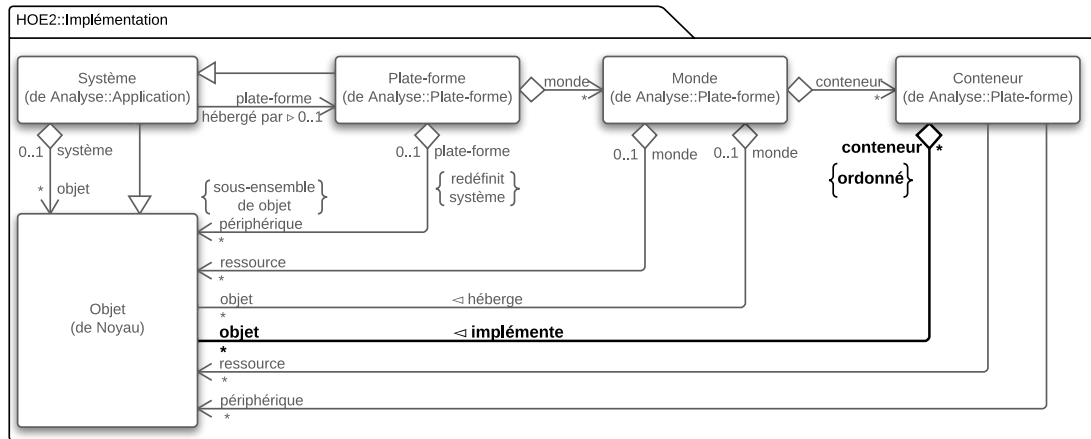 HOE2::Implémentation
Système
(de Analyse::Application)
Plate-forme
(de Analyse::Plate-forme)
Monde
(de Analyse::Plate-forme)
Conteneur
(de Analyse::Plate-forme)
plate-forme
hébergé par ▹ 0..1
monde
*
conteneur
*
0..1
système
*
objet
0..1
plate-forme
{redéfinit
système}
{sous-ensemble
de objet}
périphérique
*
0..1
monde
0..1
monde
conteneur
*
{ordonné}
ressource
*
objet
◃ héberge
*
Objet
(de Noyau)
objet
◃ implémente
*
ressource
*
périphérique
*